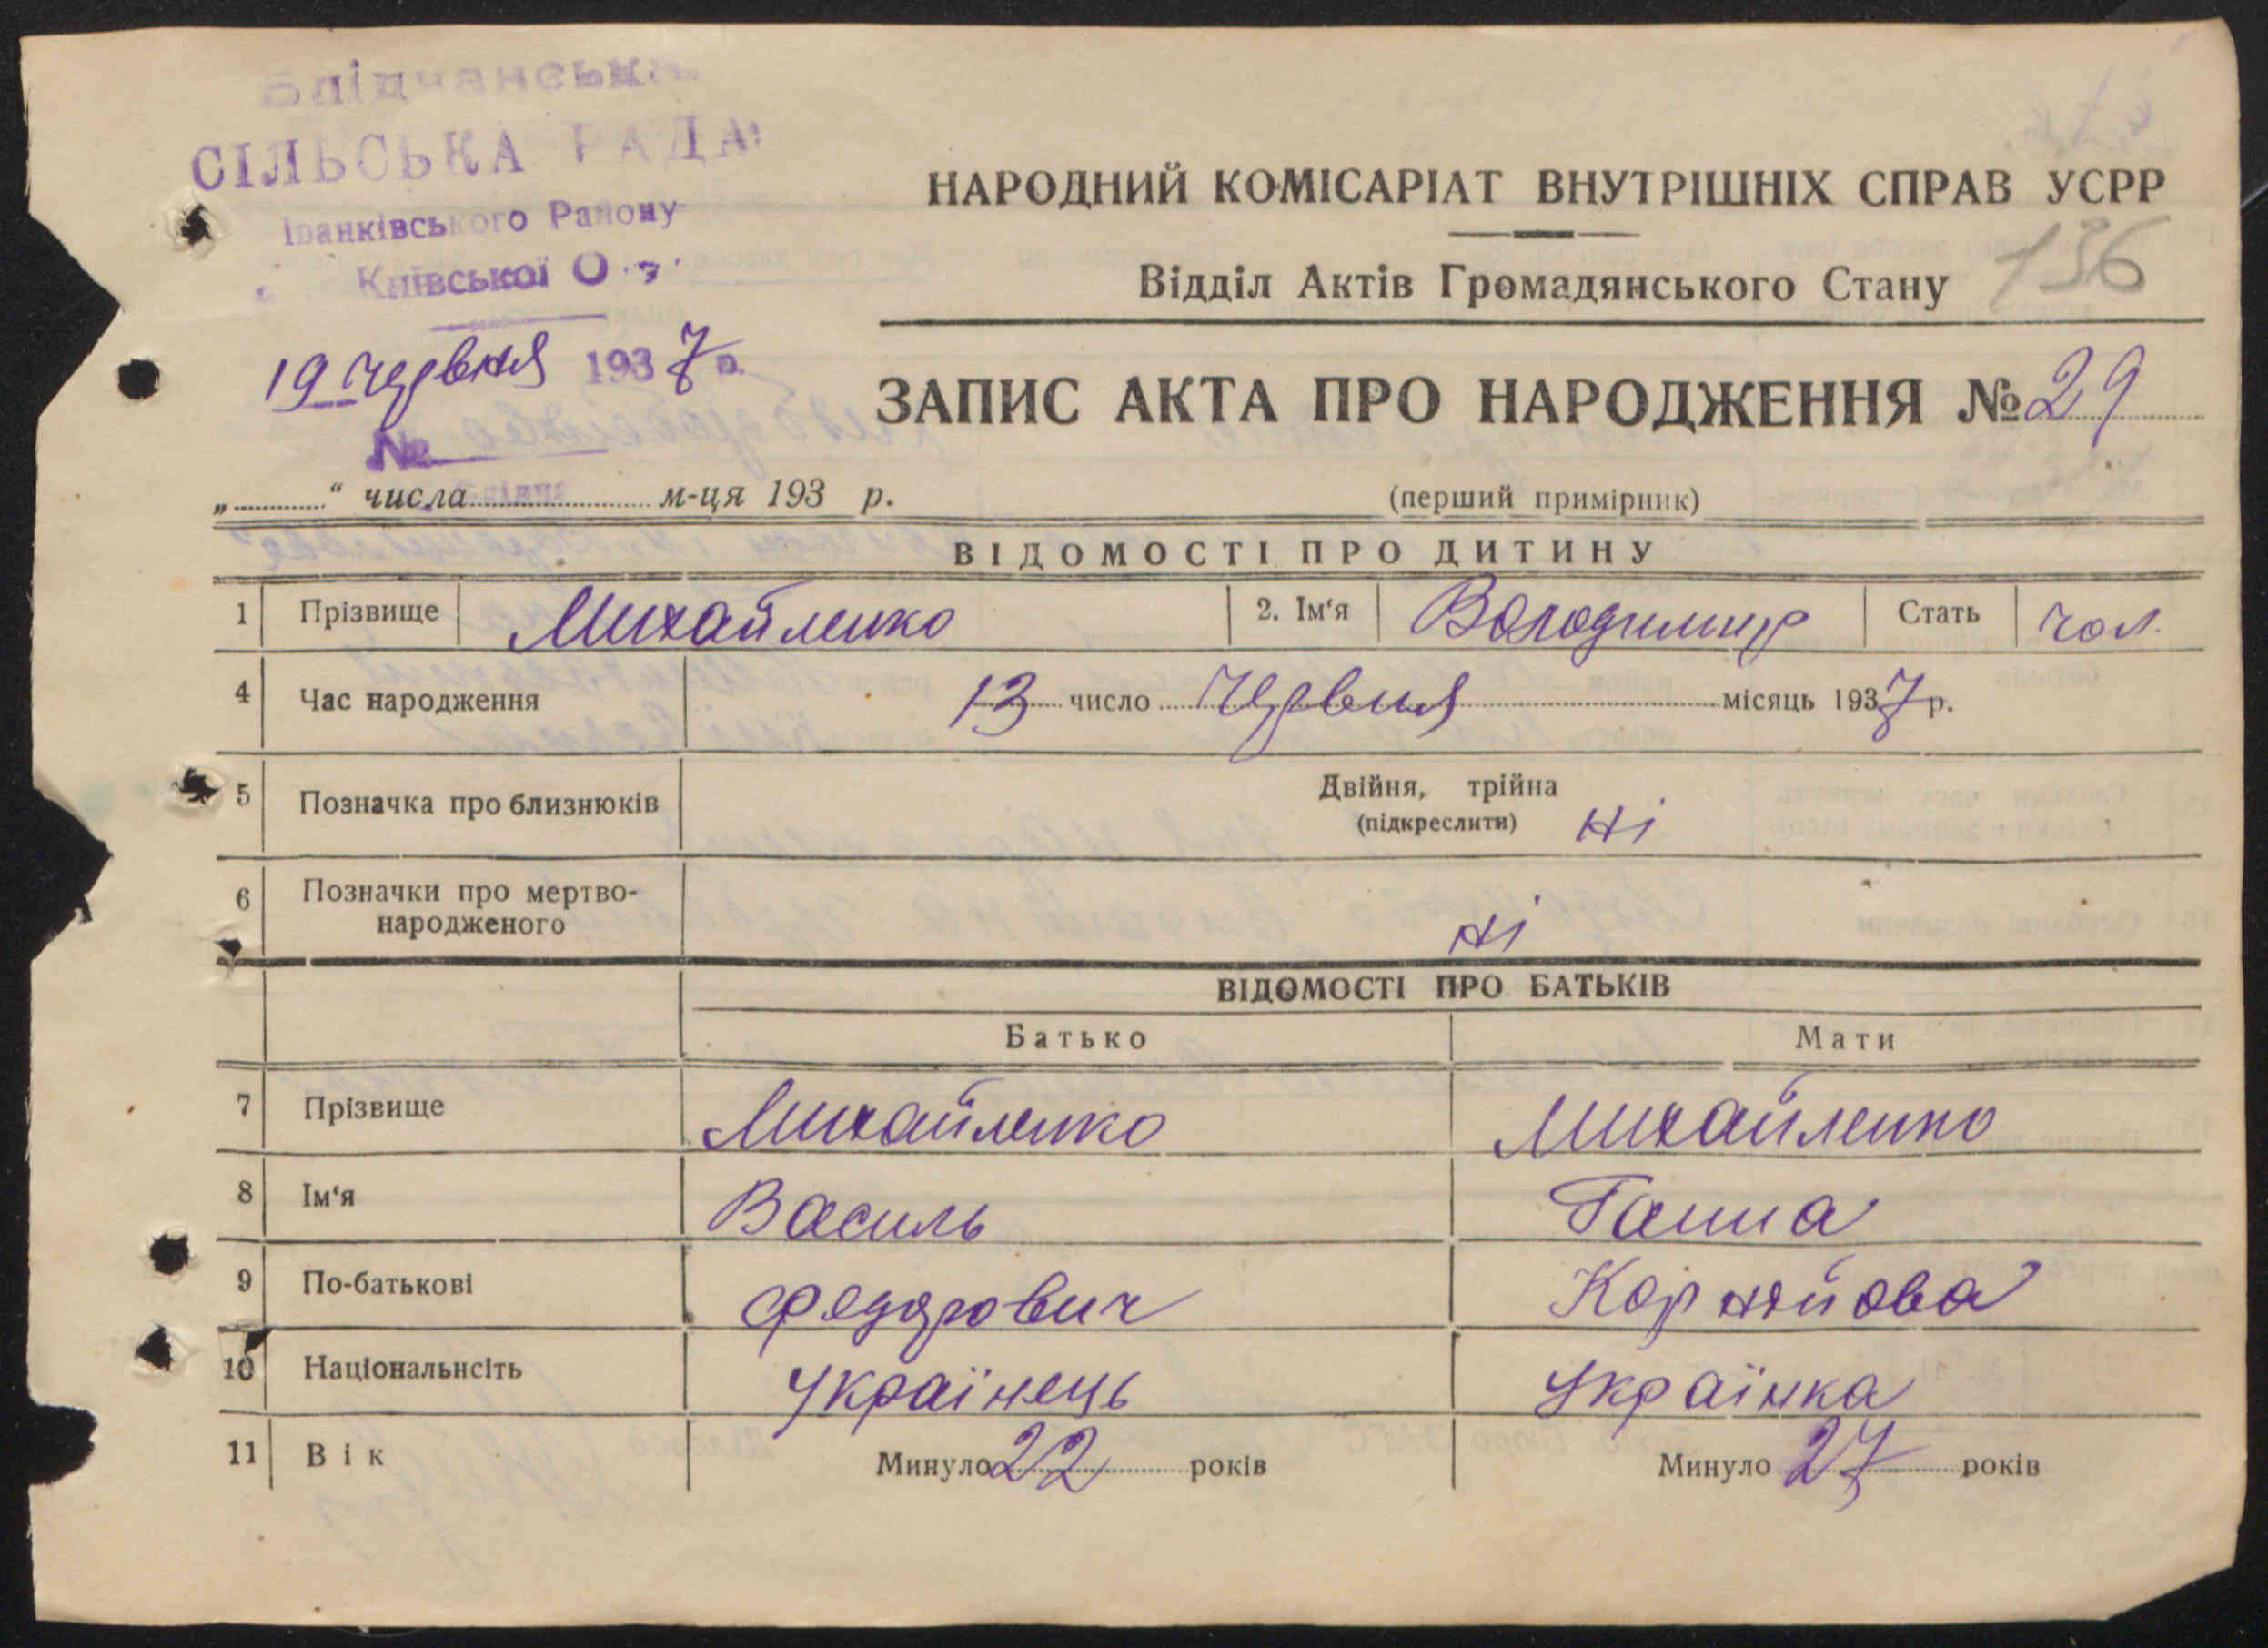 Блідчанська
СІЛЬСЬКА РАДА
Іванківського Району
Київської О
19 червня 1937 р.
№
НАРОДНИЙ КОМІСАРІАТ ВНУТРІШНІХ СПРАВ УСРР
Відділ Актів Громадянського Стану 136
ЗАПИС АКТА ПРО НАРОДЖЕННЯ № 29
„ “ числа м-ця 193 р. (перший примірник)
ВІДОМОСТІ ПРО ДИТИНУ
1 Прізвище Михайленко 2. Ім‘я Володимир Стать чол.
4 Час народження 13 число Червня місяць 1937 р.
5 Позначка про близнюків Двійня, трійна
(підкреслити) Ні
6 Позначки про мертво-
народженого Ні
ВІДОМОСТІ ПРО БАТЬКІВ
Батько Мати
7 Прізвище Михайленко Михайленко
8 Ім‘я Василь Ганна
9 По-батькові Федорович Корнійова
10 Національнсіть Українець Українка
11 Вік Минуло 22 років Минуло 27 років